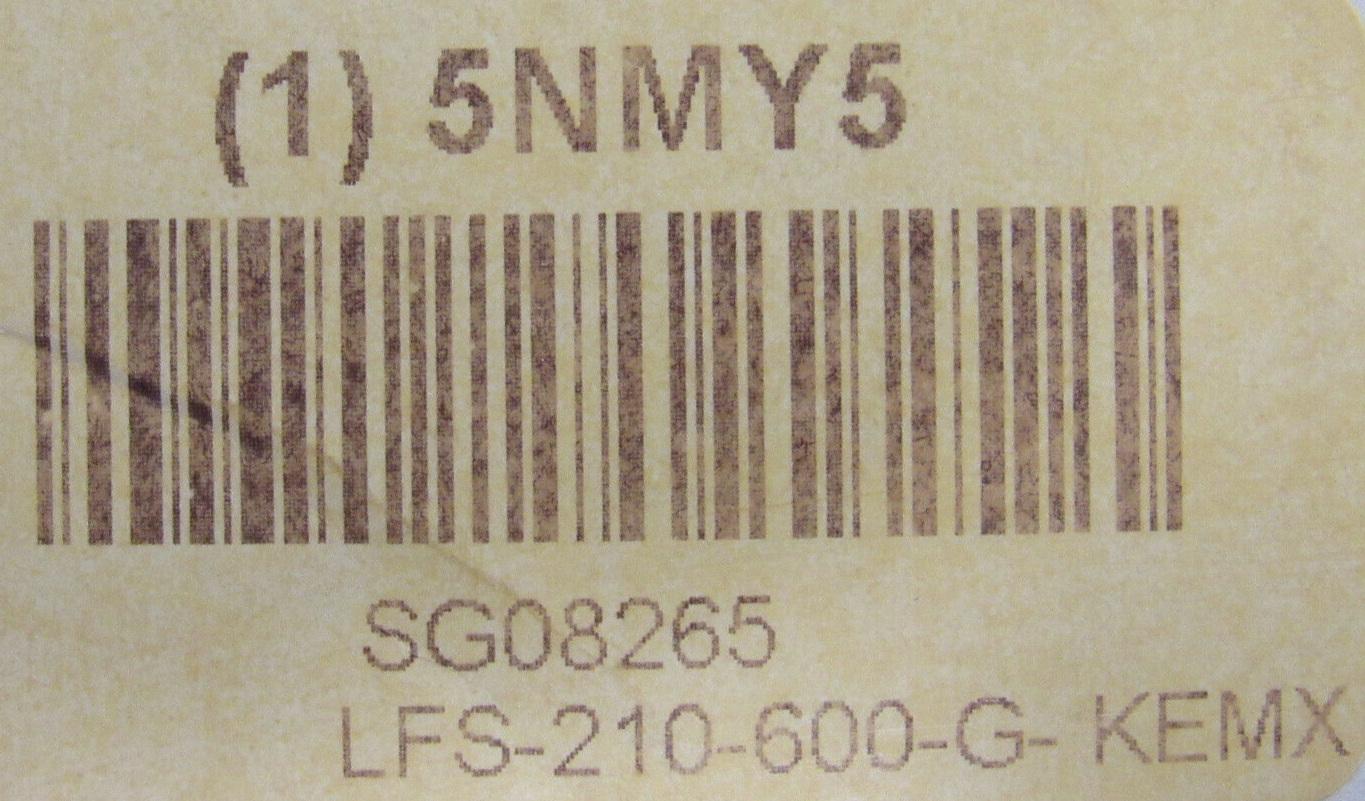 (1) 5NMY5
SG08265
LFS-210-600-G- KEMX